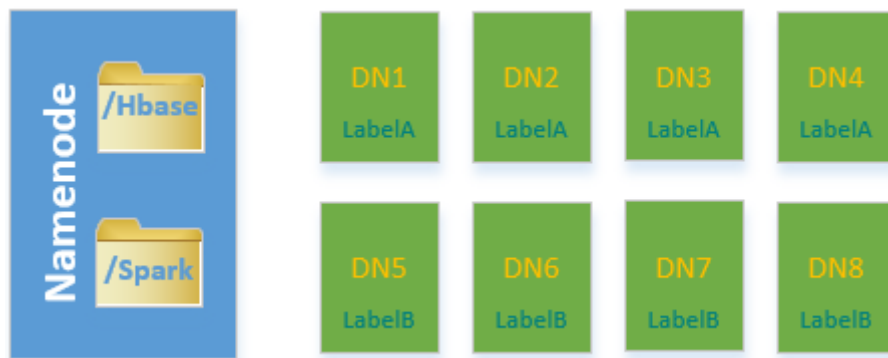 Namenode
/Hbase
/Spark
DN1
LabelA
DN2
LabelA
DN3
LabelA
DN4
LabelA
DN5
LabelB
DN6
LabelB
DN7
LabelB
DN8
LabelB